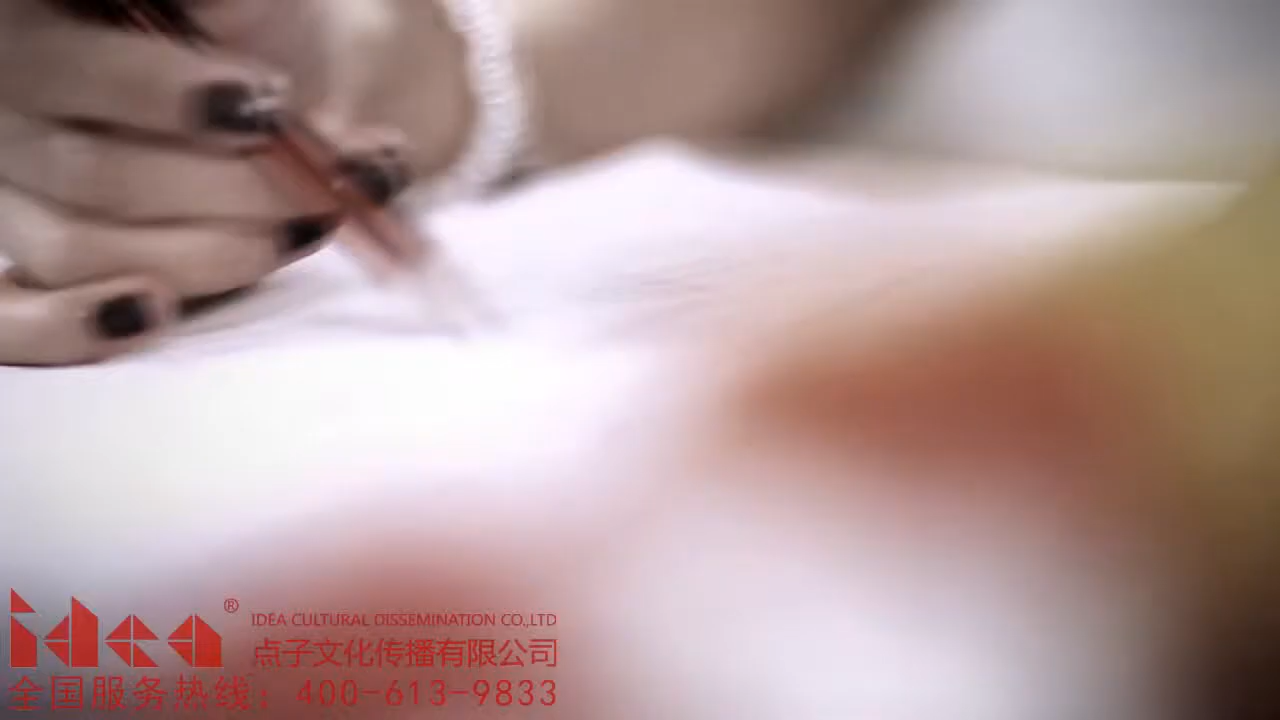 idea®
IDEA CULTURAL DISSEMINATION CO.,LTD
点子文化传播有限公司
全国服务热线：400-613-9833